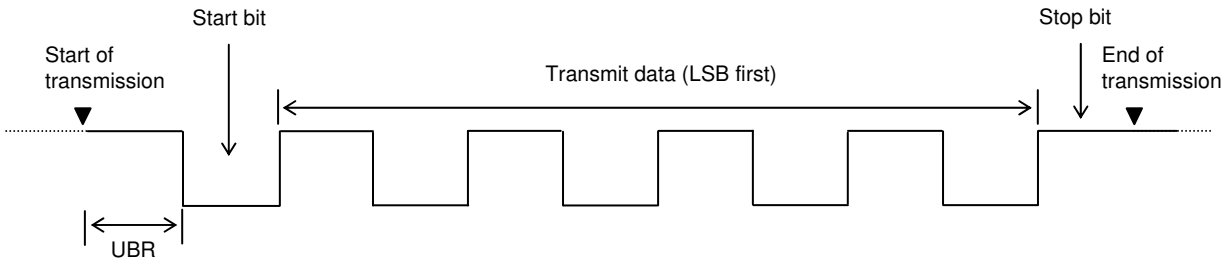 Start bit
Stop bit
Start of
transmission
End of
transmission
Transmit data (LSB first)
UBR